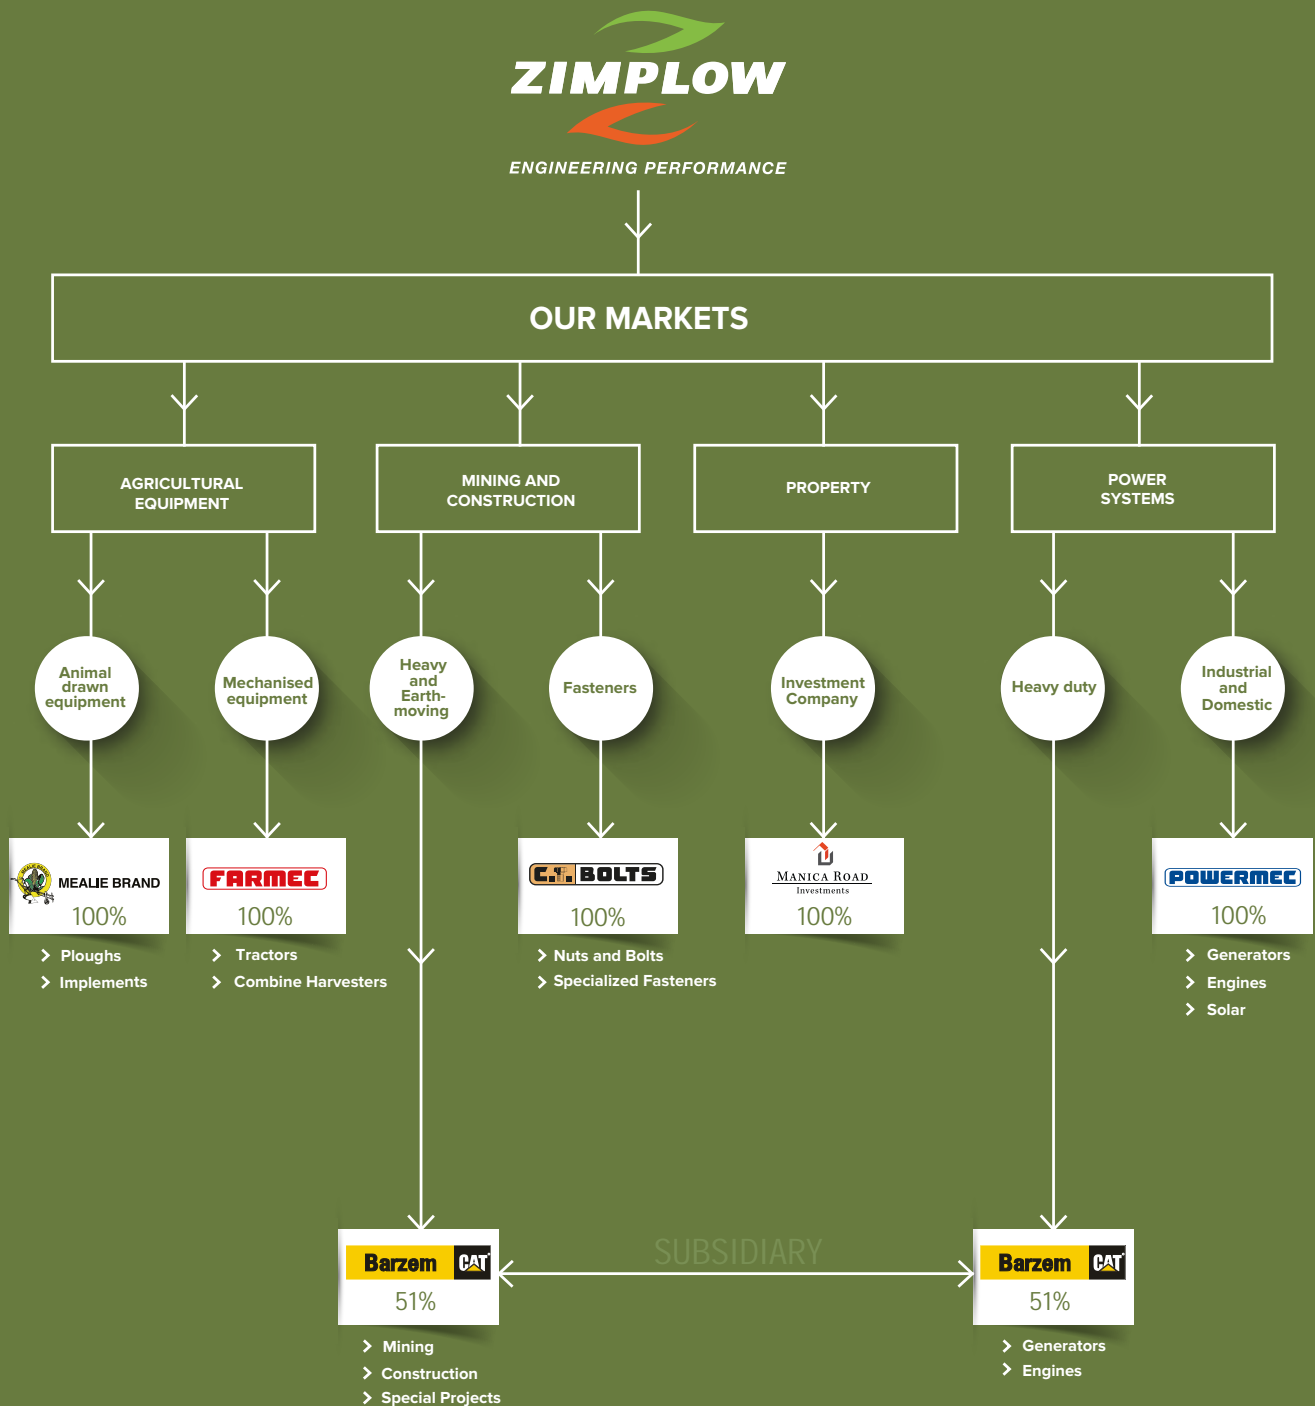 ZIMPLOW
ENGINEERING PERFORMANCE
OUR MARKETS
AGRICULTURAL
EQUIPMENT
MINING AND
CONSTRUCTION
PROPERTY
POWER
SYSTEMS
Animal
drawn
equipment
Mechanised
equipment
Heavy
and
Earth-
moving
Fasteners
Investment
Company
Heavy duty
Industrial
and
Domestic
MEALIE BRAND
MEALIE BRAND
100%
> Ploughs
> Implements
FARMEC
100%
> Tractors
> Combine Harvesters
C.T. BOLTS
100%
> Nuts and Bolts
> Specialized Fasteners
MANICA ROAD
Investments
100%
POWERMEC
100%
> Generators
> Engines
> Solar
SUBSIDIARY
Barzem CAT
51%
> Mining
> Construction
> Special Projects
Barzem CAT
51%
> Generators
> Engines